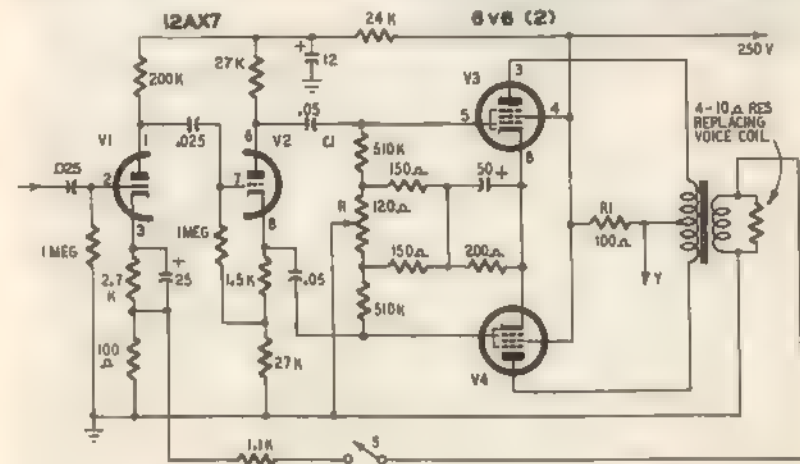 12AX7
6V6 (2)
24K
250 V
200K
27K
+
12
V3
3
5
4
8
4-10Ω RES
REPLACING
VOICE COIL
V1
1
.025
6
V2
.05
C1
510K
150Ω
50 +
.025
2
3
7
8
R
120Ω
R1
100Ω
1 MEG
1MEG
2.7
K
+
25
1.5K
.05
150Ω
200Ω
Y
510K
100
Ω
27K
V4
1.1K
S